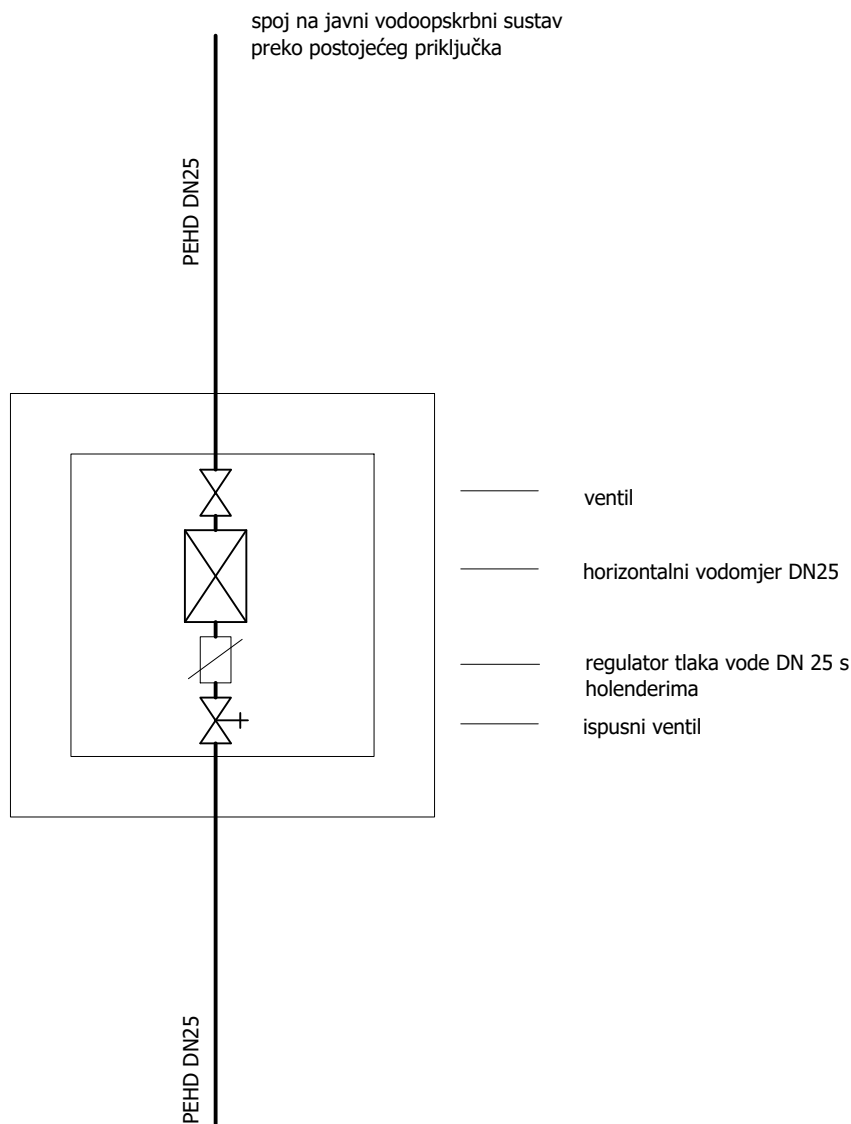 spoj na javni vodoopskrbni sustav
preko postojećeg priključka
PEHD DN25
ventil
horizontalni vodomjer DN25
regulator tlaka vode DN 25 s
holenderima
ispusni ventil
PEHD DN25